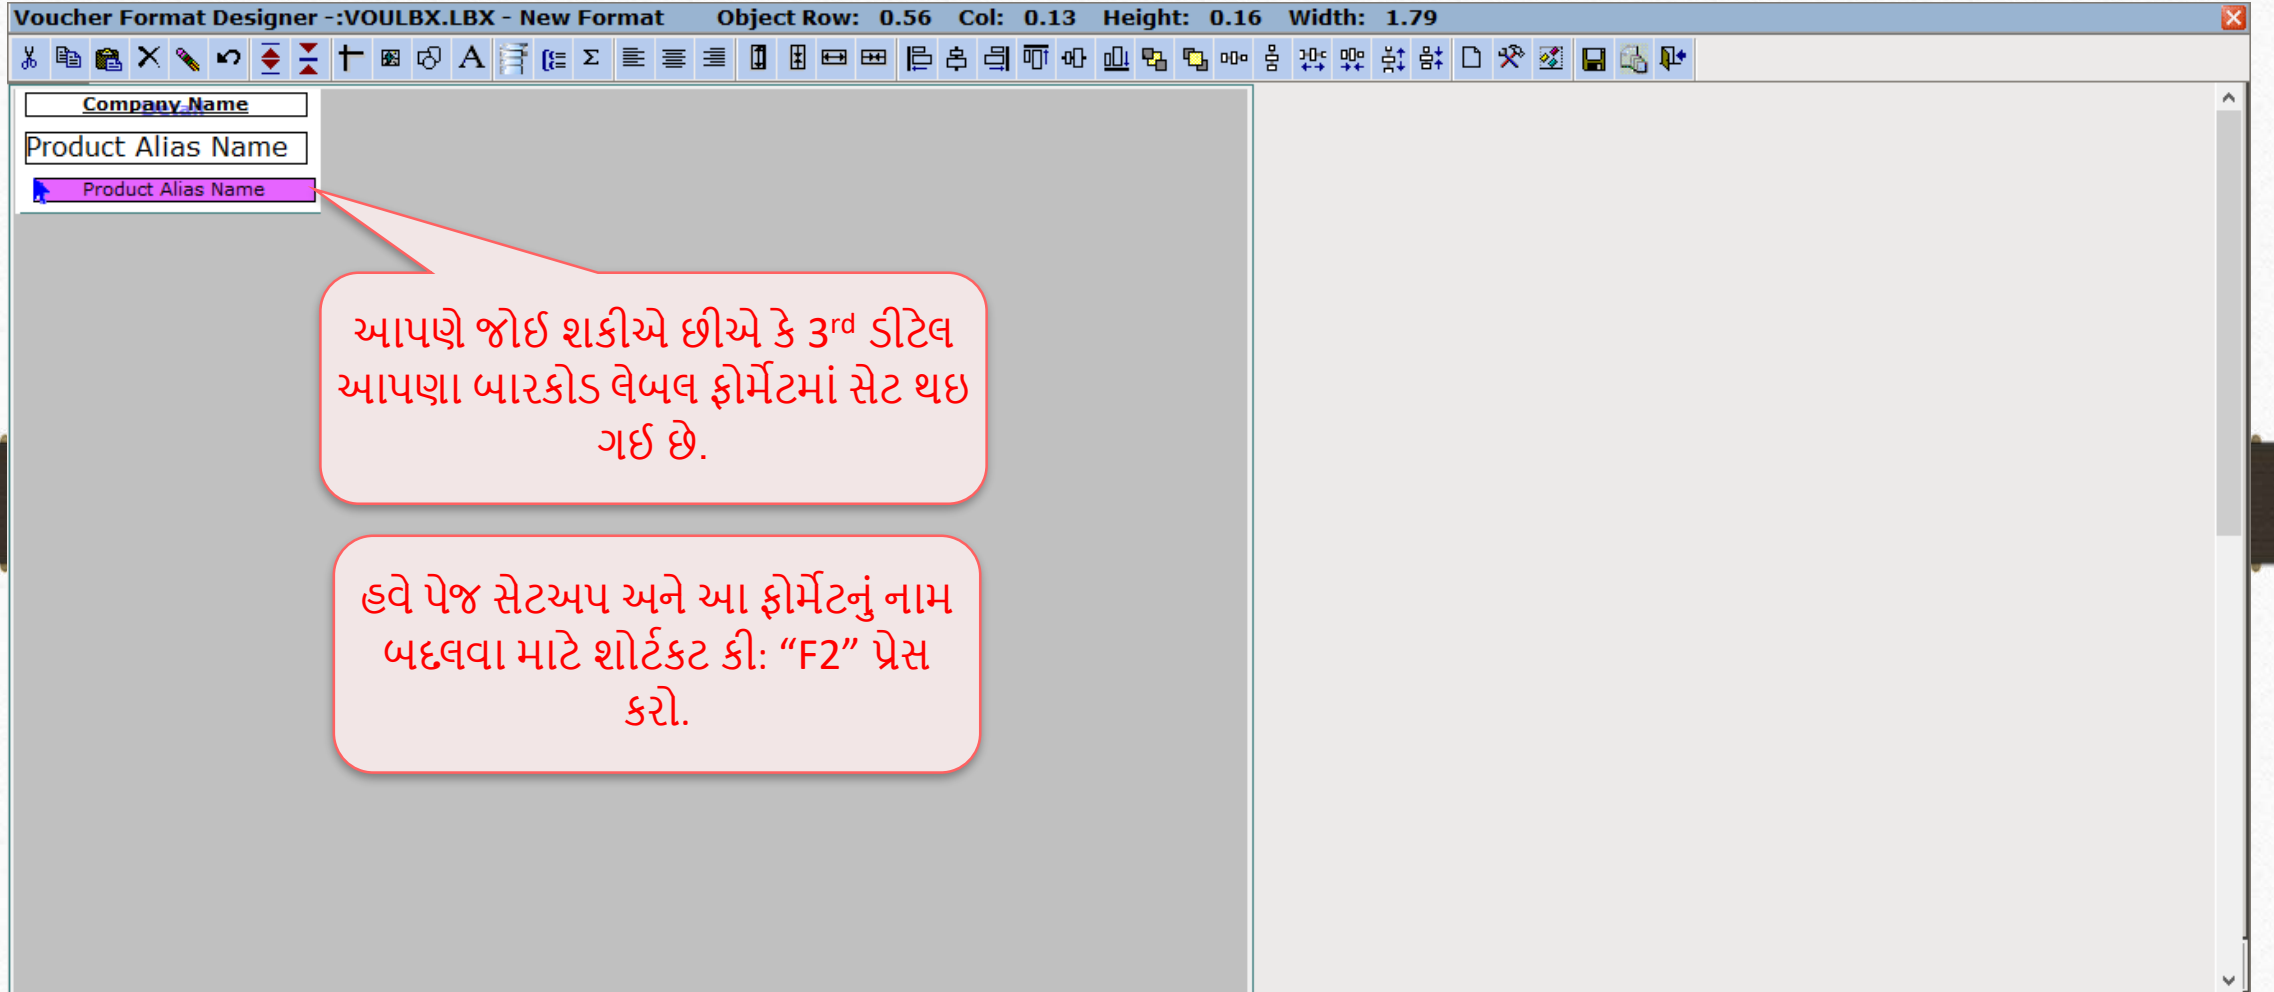 Voucher Format Designer -:VOULBX.LBX - New Format Object Row: 0.56 Col: 0.13 Height: 0.16 Width: 1.79
Company Name
Product Alias Name
Product Alias Name
આપણે જોઈ શકીએ છીએ કે 3rd ડીટેલ
આપણા બારકોડ લેબલ ફોર્મેટમાં સેટ થઇ
ગઈ છે.
હવે પેજ સેટઅપ અને આ ફોર્મેટનું નામ
બદલવા માટે શોર્ટકટ કી: “F2” પ્રેસ
કરો.